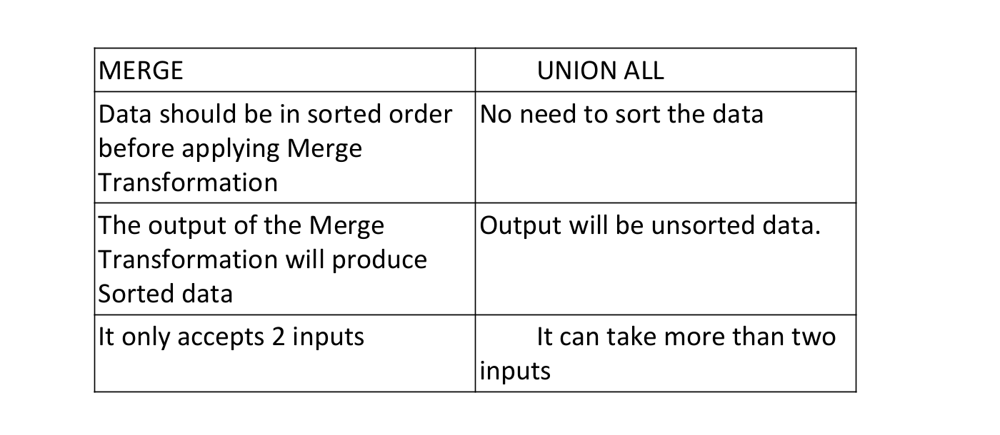 MERGE
UNION ALL
Data should be in sorted order
before applying Merge
Transformation
No need to sort the data
The output of the Merge
Transformation will produce
Sorted data
Output will be unsorted data.
It only accepts 2 inputs
It can take more than two
inputs